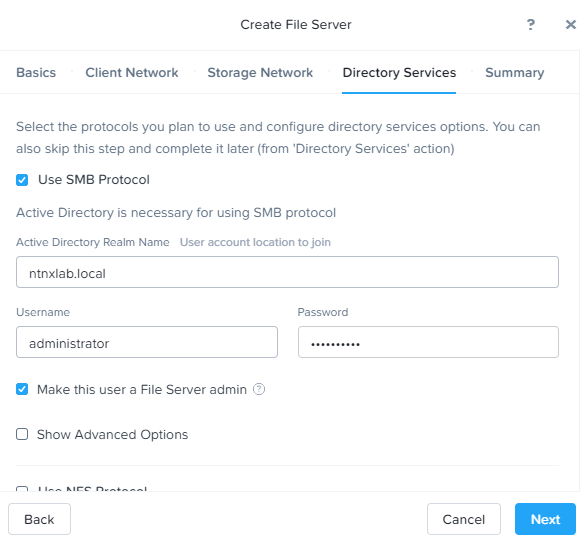 Create File Server
? ×
Basics Client Network Storage Network Directory Services Summary
Select the protocols you plan to use and configure directory services options. You can
also skip this step and complete it later (from 'Directory Services' action)
Use SMB Protocol
Active Directory is necessary for using SMB protocol
Active Directory Realm Name User account location to join
ntnxlab.local
Username Password
administrator ••••••••••
Make this user a File Server admin ?
Show Advanced Options
Use NFS Protocol
Back Cancel Next